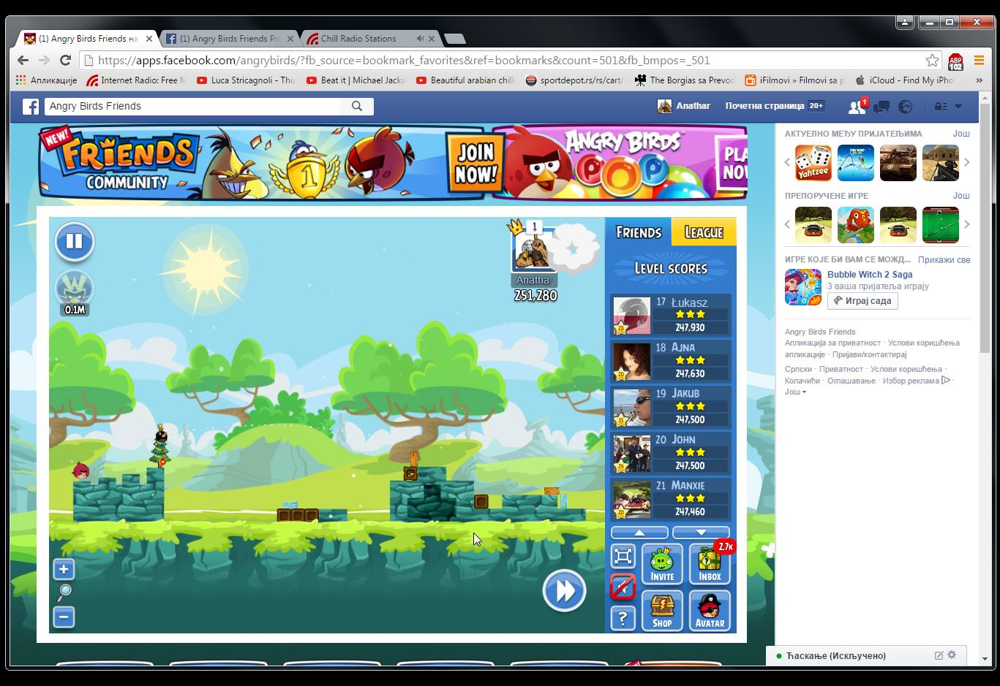 (1) Angry Birds Friends на
(1) Angry Birds Friends Pr
Chill Radio Stations
https://apps.facebook.com/angrybirds/?fb_source=bookmark_favorites&ref=bookmarks&count=501&fb_bmpos=_501
ABP
102
Апликације
Internet Radio: Free M
Luca Stricagnoli - Thu
Beat it | Michael Jacks
Beautiful arabian chill
sportdepot.rs/rs/cart/
The Borgias sa Prevod
iFilmovi » Filmovi sa p
iCloud - Find My iPho
»
Angry Birds Friends
Anathar
Почетна страница 20+
1
NEW!
FRIENDS
COMMUNITY
1
JOIN
NOW!
ANGRY BIRDS
POP
PLA
NOW
0.1M
1
Anathar
251,280
FRIENDS
LEAGUE
LEVEL SCORES
17 Łukasz
28
247,930
18 AJNA
20
247,630
19 JAKUB
15
247,500
20 JOHN
24
247,500
21 MANXIE
20
247,460
INVITE
2.7K
INBOX
?
SHOP
AVATAR
АКТУЕЛНО МЕЂУ ПРИЈАТЕЉИМА
Још
Yahtzee
ПРЕПОРУЧЕНЕ ИГРЕ
Још
ИГРЕ КОЈЕ БИ ВАМ СЕ МОЖД...
Прикажи све
Bubble Witch 2 Saga
3 ваша пријатеља играју
Играј сада
Angry Birds Friends
Апликација за приватност · Услови коришћења
апликације · Пријави/контактирај
Српски · Приватност · Услови коришћења ·
Колачићи · Оглашавање · Избор реклама ·
Још
Ћаскање (Искључено)